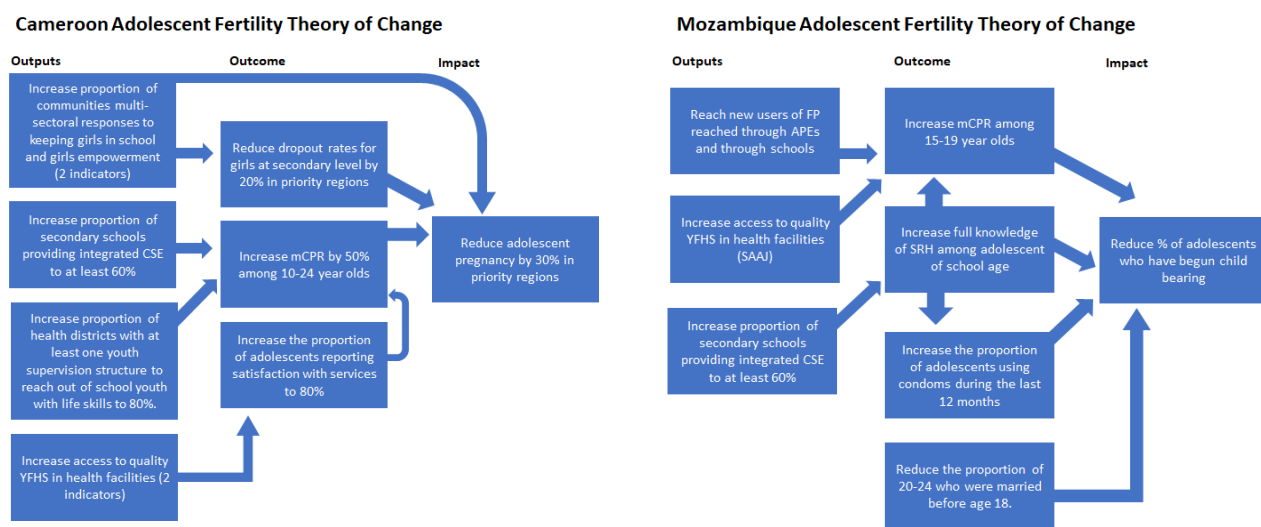 Cameroon Adolescent Fertility Theory of Change
Outputs
Outcome
Impact
Increase proportion of
communities multi-
sectoral responses to
keeping girls in school
and girls empowerment
(2 indicators)
Increase proportion of
secondary schools
providing integrated CSE
to at least 60%
Increase proportion of
health districts with at
least one youth
supervision structure to
reach out of school youth
with life skills to 80%.
Increase access to quality
YFHS in health facilities (2
indicators)
Reduce dropout rates for
girls at secondary level by
20% in priority regions
Increase mCPR by 50%
among 10-24 year olds
Increase the proportion
of adolescents reporting
satisfaction with services
to 80%
Reduce adolescent
pregnancy by 30% in
priority regions
Mozambique Adolescent Fertility Theory of Change
Outputs
Outcome
Impact
Reach new users of FP
reached through APEs
and through schools
Increase access to quality
YFHS in health facilities
(SAAJ)
Increase proportion of
secondary schools
providing integrated CSE
to at least 60%
Increase mCPR among
15-19 year olds
Increase full knowledge
of SRH among adolescent
of school age
Increase the proportion
of adolescents using
condoms during the last
12 months
Reduce the proportion of
20-24 who were married
before age 18.
Reduce % of adolescents
who have begun child
bearing